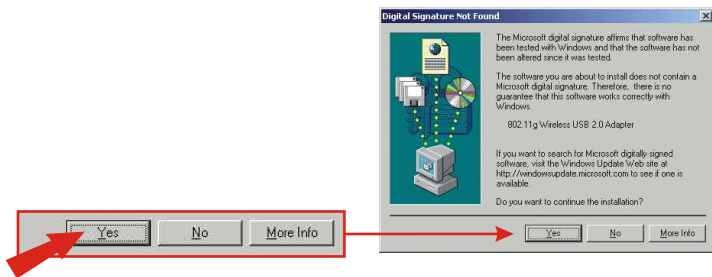 Digital Signature Not Found
The Microsoft digital signature affirms that software has
been tested with Windows and that the software has not
been altered since it was tested.
The software you are about to install does not contain a
Microsoft digital signature. Therefore, there is no
guarantee that this software works correctly with
Windows.
802.11g Wireless USB 2.0 Adapter
If you want to search for Microsoft digitally signed
software, visit the Windows Update Web site at
http://windowsupdate.microsoft.com to see if one is
available.
Do you want to continue the installation?
Yes No More Info
Yes No More Info